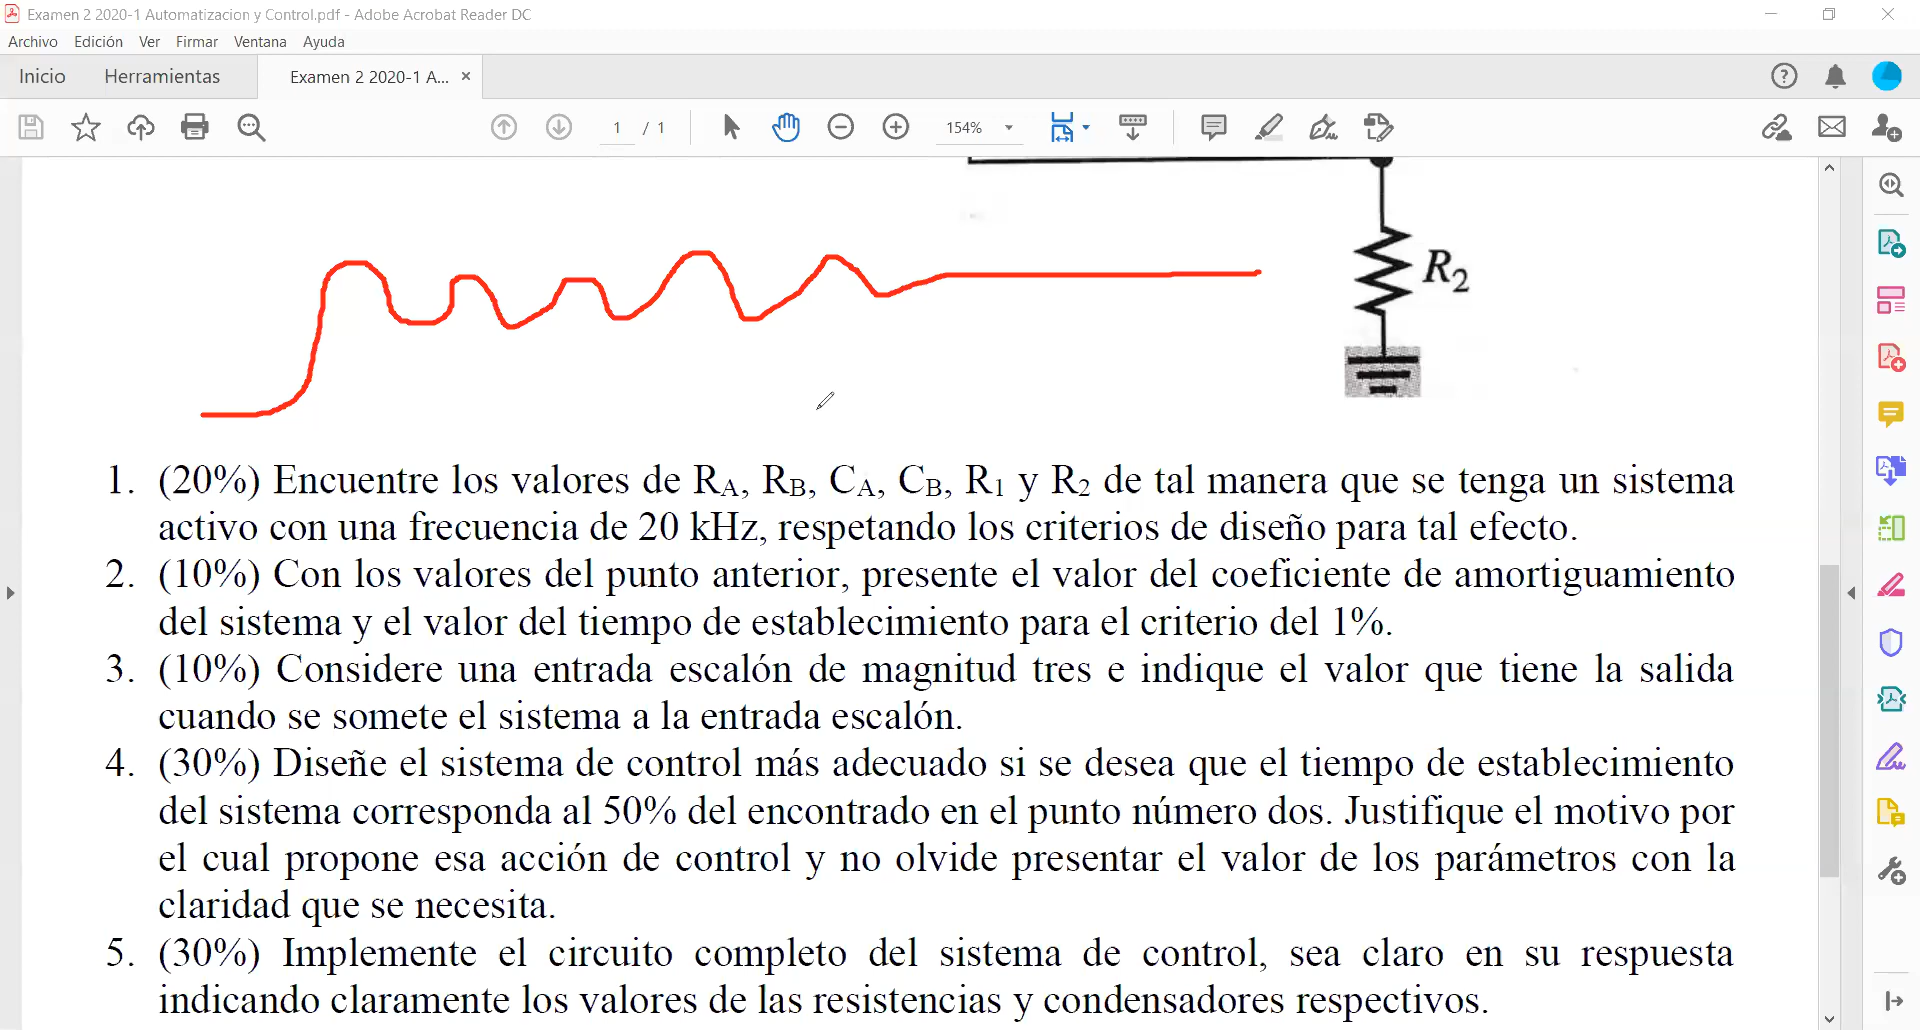 Examen 2 2020-1 Automatizacion y Control.pdf - Adobe Acrobat Reader DC
Archivo Edición Ver Firmar Ventana Ayuda
Inicio Herramientas Examen 2 2020-1 A... ×
1 / 1 154%
R2
1. (20%) Encuentre los valores de RA, RB, CA, CB, R1 y R2 de tal manera que se tenga un sistema
activo con una frecuencia de 20 kHz, respetando los criterios de diseño para tal efecto.
2. (10%) Con los valores del punto anterior, presente el valor del coeficiente de amortiguamiento
del sistema y el valor del tiempo de establecimiento para el criterio del 1%.
3. (10%) Considere una entrada escalón de magnitud tres e indique el valor que tiene la salida
cuando se somete el sistema a la entrada escalón.
4. (30%) Diseñe el sistema de control más adecuado si se desea que el tiempo de establecimiento
del sistema corresponda al 50% del encontrado en el punto número dos. Justifique el motivo por
el cual propone esa acción de control y no olvide presentar el valor de los parámetros con la
claridad que se necesita.
5. (30%) Implemente el circuito completo del sistema de control, sea claro en su respuesta
indicando claramente los valores de las resistencias y condensadores respectivos.